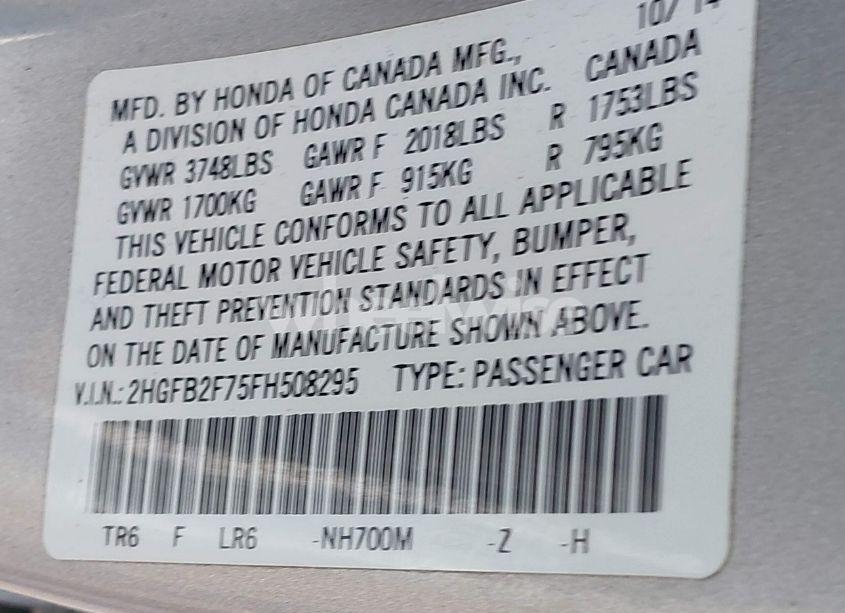 10/14
MFD. BY HONDA OF CANADA MFG.,
A DIVISION OF HONDA CANADA INC. CANADA
GVWR 3748LBS GAWR F 2018LBS R 1753LBS
GVWR 1700KG GAWR F 915KG R 795KG
THIS VEHICLE CONFORMS TO ALL APPLICABLE
FEDERAL MOTOR VEHICLE SAFETY, BUMPER,
AND THEFT PREVENTION STANDARDS IN EFFECT
ON THE DATE OF MANUFACTURE SHOWN ABOVE.
V.I.N.: 2HGFB2F75FH508295 TYPE: PASSENGER CAR
TR6 F LR6 -NH700M -Z -H